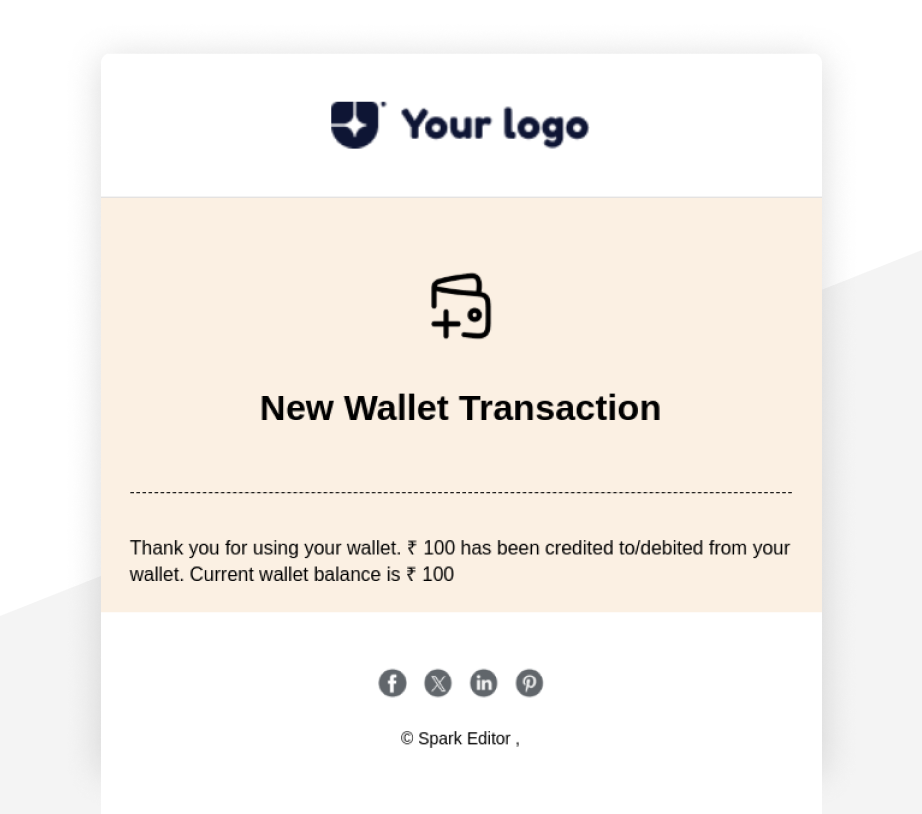 Your logo
New Wallet Transaction
Thank you for using your wallet. ₹ 100 has been credited to/debited from your
wallet. Current wallet balance is ₹ 100
© Spark Editor ,